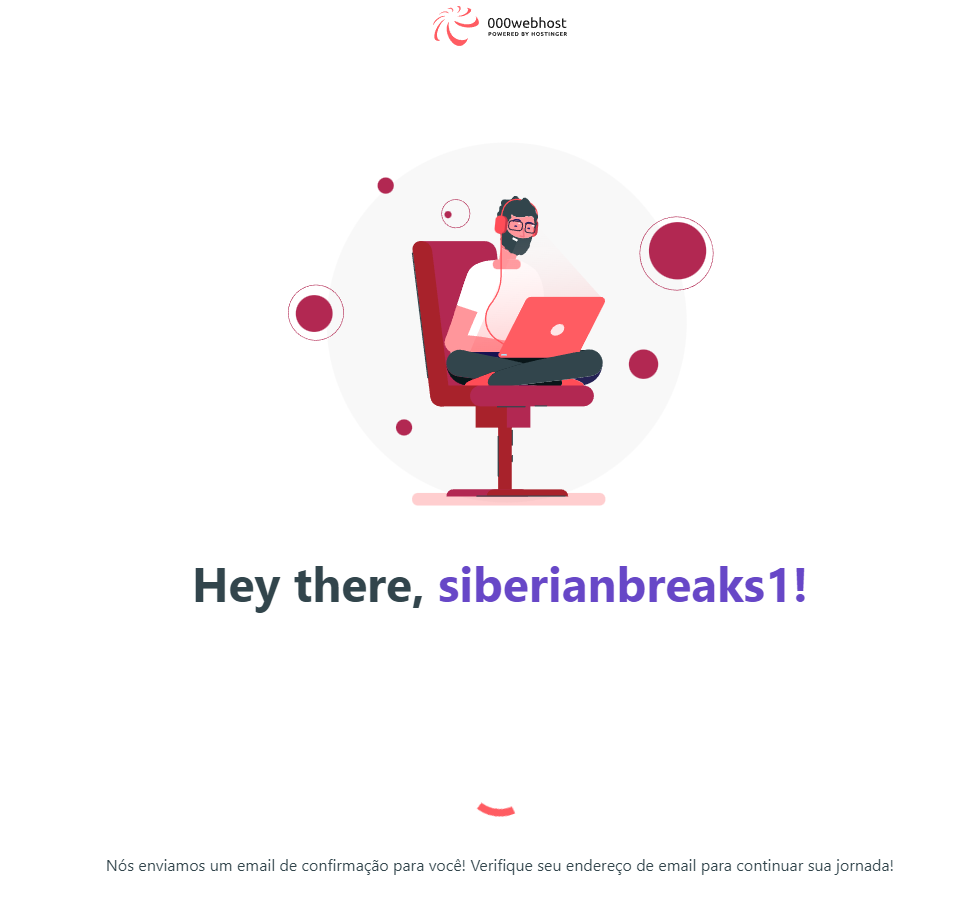 000webhost
POWERED BY HOSTINGER
Hey there, siberianbreaks1!
Nós enviamos um email de confirmação para você! Verifique seu endereço de email para continuar sua jornada!